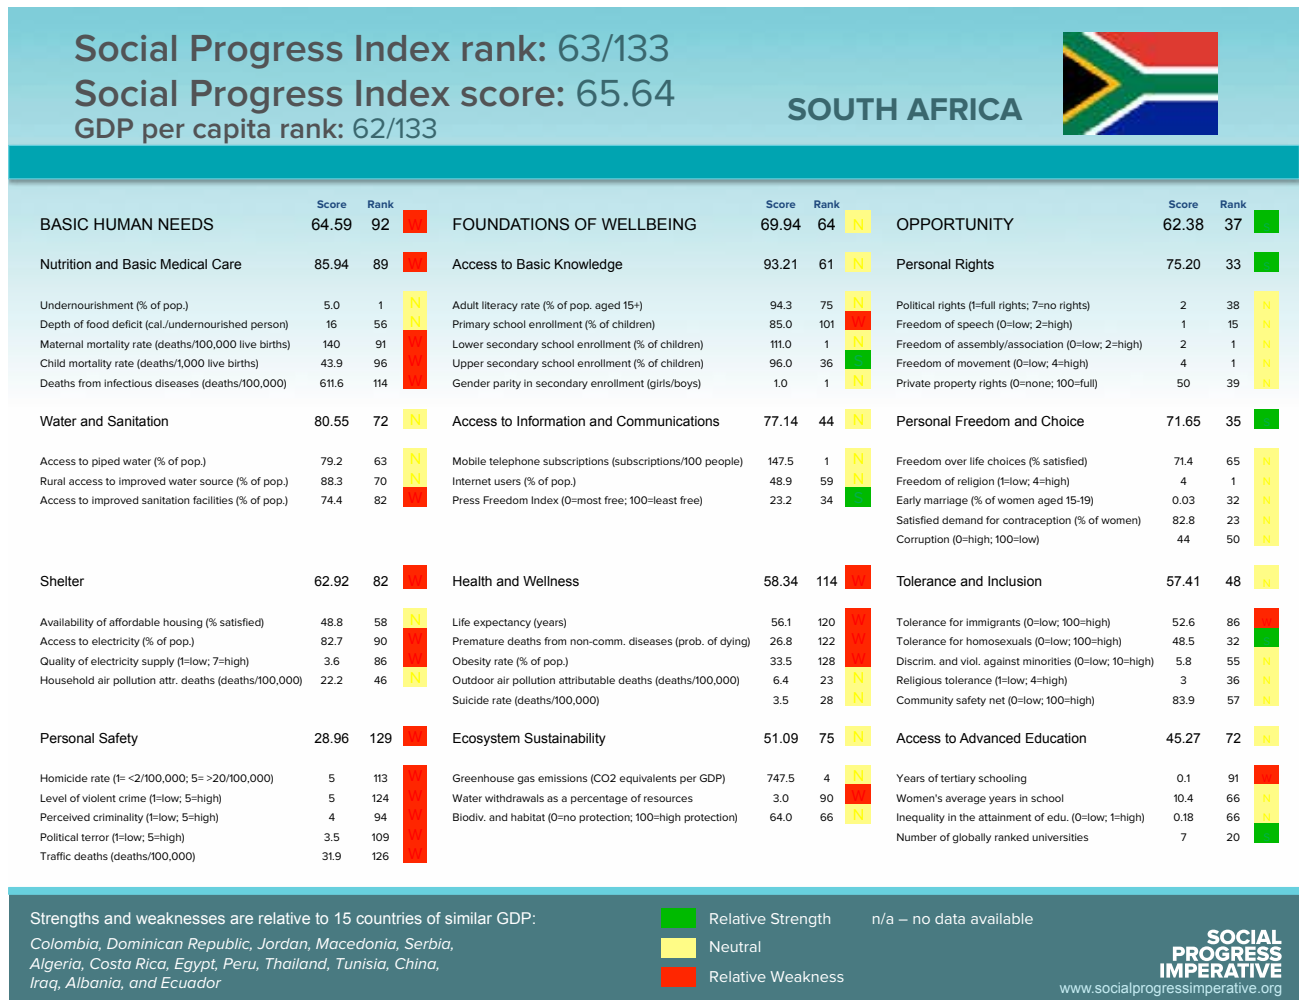 Social Progress Index rank: 63/133
Social Progress Index score: 65.64
GDP per capita rank: 62/133
SOUTH AFRICA
Score Rank
BASIC HUMAN NEEDS 64.59 92 W
Nutrition and Basic Medical Care 85.94 89 W
Undernourishment (% of pop.) 5.0 1 N
Depth of food deficit (cal./undernourished person) 16 56 N
Maternal mortality rate (deaths/100,000 live births) 140 91 W
Child mortality rate (deaths/1,000 live births) 43.9 96 W
Deaths from infectious diseases (deaths/100,000) 611.6 114 W
Water and Sanitation 80.55 72 N
Access to piped water (% of pop.) 79.2 63 N
Rural access to improved water source (% of pop.) 88.3 70 N
Access to improved sanitation facilities (% of pop.) 74.4 82 W
Shelter 62.92 82 W
Availability of affordable housing (% satisfied) 48.8 58 N
Access to electricity (% of pop.) 82.7 90 W
Quality of electricity supply (1=low; 7=high) 3.6 86 W
Household air pollution attr. deaths (deaths/100,000) 22.2 46 N
Personal Safety 28.96 129 W
Homicide rate (1= <2/100,000; 5= >20/100,000) 5 113 W
Level of violent crime (1=low; 5=high) 5 124 W
Perceived criminality (1=low; 5=high) 4 94 W
Political terror (1=low; 5=high) 3.5 109 W
Traffic deaths (deaths/100,000) 31.9 126 W
Score Rank
FOUNDATIONS OF WELLBEING 69.94 64 N
Access to Basic Knowledge 93.21 61 N
Adult literacy rate (% of pop. aged 15+) 94.3 75 N
Primary school enrollment (% of children) 85.0 101 W
Lower secondary school enrollment (% of children) 111.0 1 N
Upper secondary school enrollment (% of children) 96.0 36
Gender parity in secondary enrollment (girls/boys) 1.0 1 N
Access to Information and Communications 77.14 44 N
Mobile telephone subscriptions (subscriptions/100 people) 147.5 1 N
Internet users (% of pop.) 48.9 59 N
Press Freedom Index (0=most free; 100=least free) 23.2 34
Health and Wellness 58.34 114 W
Life expectancy (years) 56.1 120 W
Premature deaths from non-comm. diseases (prob. of dying) 26.8 122 W
Obesity rate (% of pop.) 33.5 128 W
Outdoor air pollution attributable deaths (deaths/100,000) 6.4 23 N
Suicide rate (deaths/100,000) 3.5 28 N
Ecosystem Sustainability 51.09 75 N
Greenhouse gas emissions (CO2 equivalents per GDP) 747.5 4 N
Water withdrawals as a percentage of resources 3.0 90 W
Biodiv. and habitat (0=no protection; 100=high protection) 64.0 66 N
Score Rank
OPPORTUNITY 62.38 37
Personal Rights 75.20 33
Political rights (1=full rights; 7=no rights) 2 38 N
Freedom of speech (0=low; 2=high) 1 15 N
Freedom of assembly/association (0=low; 2=high) 2 1 N
Freedom of movement (0=low; 4=high) 4 1 N
Private property rights (0=none; 100=full) 50 39 N
Personal Freedom and Choice 71.65 35
Freedom over life choices (% satisfied) 71.4 65 N
Freedom of religion (1=low; 4=high) 4 1 N
Early marriage (% of women aged 15-19) 0.03 32 N
Satisfied demand for contraception (% of women) 82.8 23 N
Corruption (0=high; 100=low) 44 50 N
Tolerance and Inclusion 57.41 48 N
Tolerance for immigrants (0=low; 100=high) 52.6 86 W
Tolerance for homosexuals (0=low; 100=high) 48.5 32
Discrim. and viol. against minorities (0=low; 10=high) 5.8 55 N
Religious tolerance (1=low; 4=high) 3 36 N
Community safety net (0=low; 100=high) 83.9 57 N
Access to Advanced Education 45.27 72 N
Years of tertiary schooling 0.1 91 W
Women's average years in school 10.4 66 N
Inequality in the attainment of edu. (0=low; 1=high) 0.18 66 N
Number of globally ranked universities 7 20
Strengths and weaknesses are relative to 15 countries of similar GDP:
Colombia, Dominican Republic, Jordan, Macedonia, Serbia,
Algeria, Costa Rica, Egypt, Peru, Thailand, Tunisia, China,
Iraq, Albania, and Ecuador
Relative Strength
Neutral
Relative Weakness
n/a – no data available
SOCIAL
PROGRESS
IMPERATIVE
www.socialprogressimperative.org